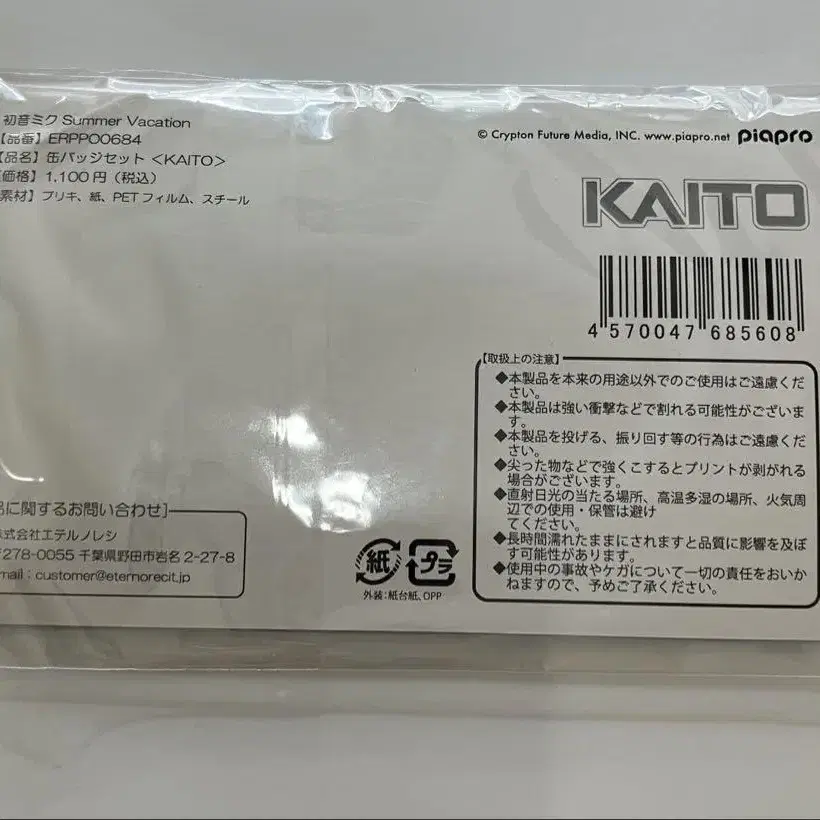 初音ミク Summer Vacation
【品番】ERPPO0684
【品名】缶バッジセット<KAITO>
価格】1,100円(税込)
素材】ブリキ、紙、PETフィルム、スチール
© Crypton Future Media, INC. www.piapro.net piapro
KAITO
4 570047 685608
【取扱上の注意】
◆本製品を本来の用途以外でのご使用はご遠慮くだ
さい。
◆本製品は強い衝撃などで割れる可能性がございま
す。
◆本製品を投げる、振り回す等の行為はご遠慮くだ
さい。
◆尖った物などで強くこするとプリントが剥がれる
場合がございます。
◆直射日光の当たる場所、高温多湿の場所、火気周
辺での使用・保管は避け
てください。
◆長時間濡れたままにされますと品質に影響を及ぼ
す可能性があります。
◆使用中の事故やケガについて一切の責任をおいか
ねますので、予めご了承ください。
品に関するお問い合わせ]
株式会社エテルノレシ
〒278-0055 千葉県野田市岩名2-27-8
mail:customer@eternorecit.jp
紙 プラ
外装:紙台紙、OPP